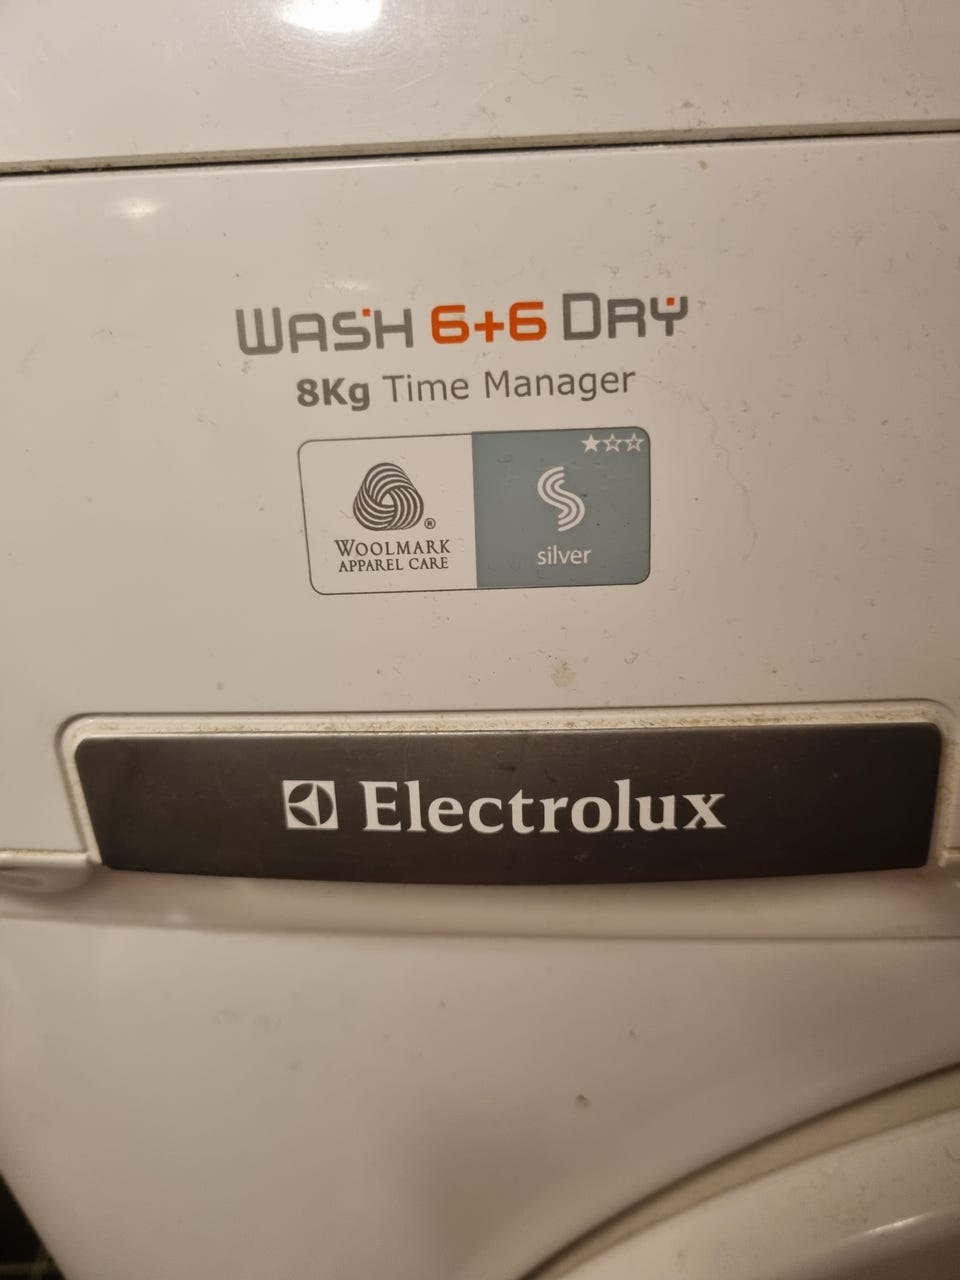 WASH 6+6 DRY
8Kg Time Manager
WOOLMARK ®
APPAREL CARE
silver
Electrolux